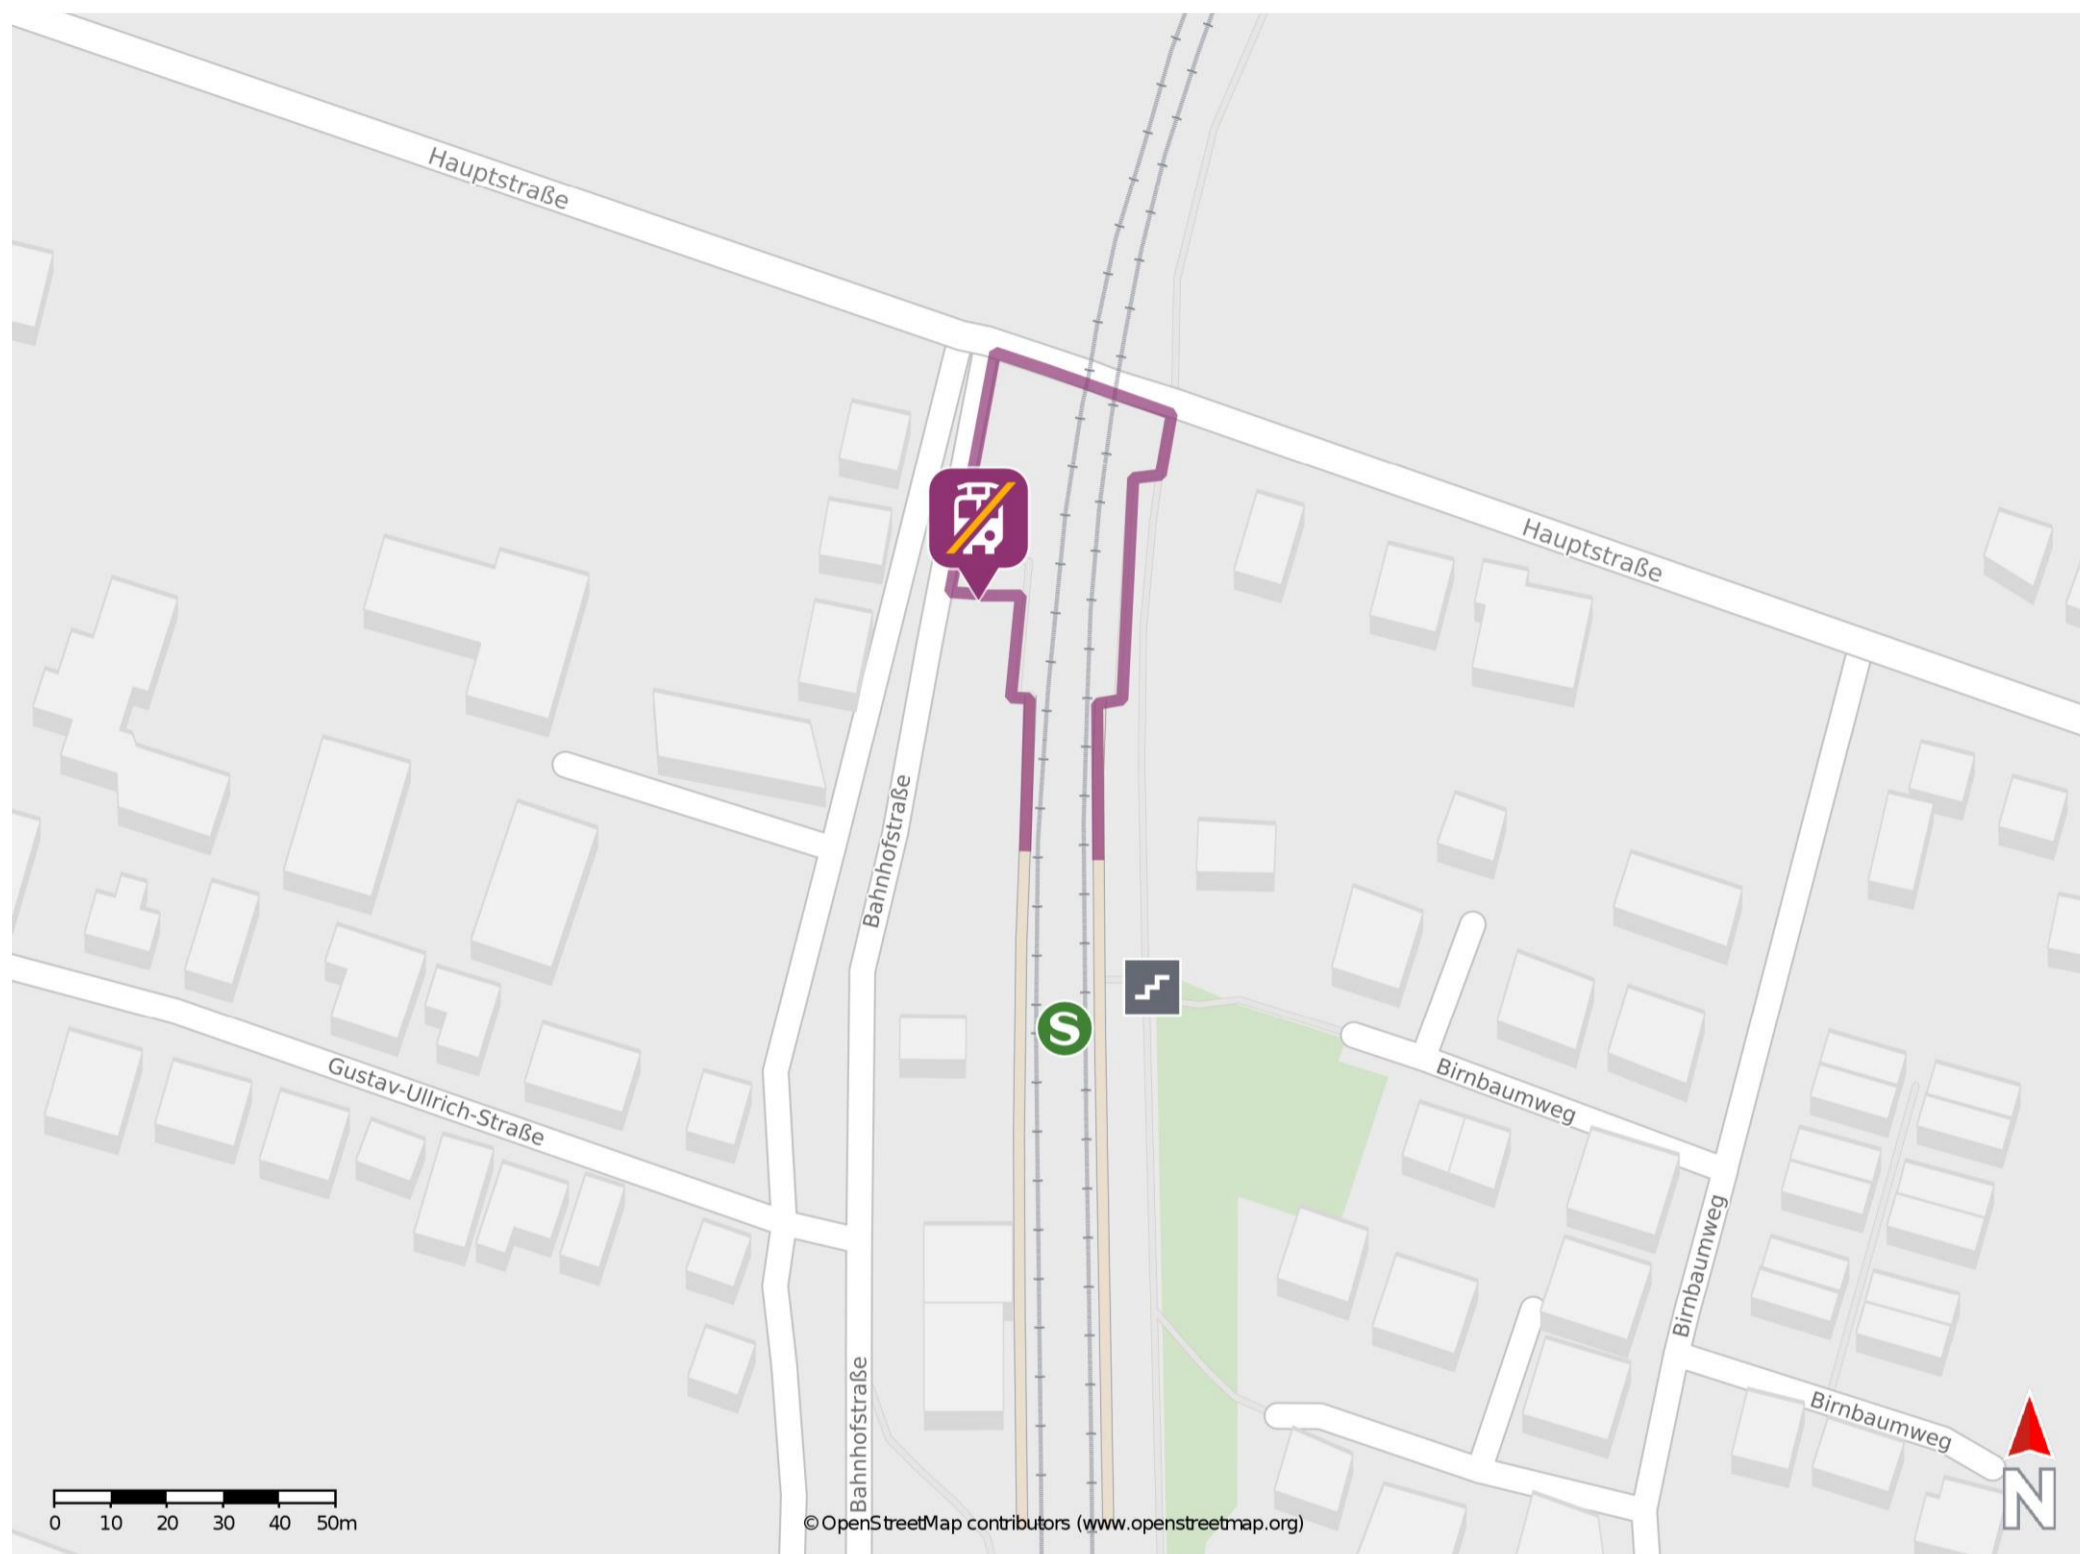 Hauptstraße
Hauptstraße
Bahnhofstraße
S
Birnbaumweg
Gustav-Ullrich-Straße
Birnbaumweg
Bahnhofstraße
Birnbaumweg
0 10 20 30 40 50m
©OpenStreetMap contributors (www.openstreetmap.org)
N